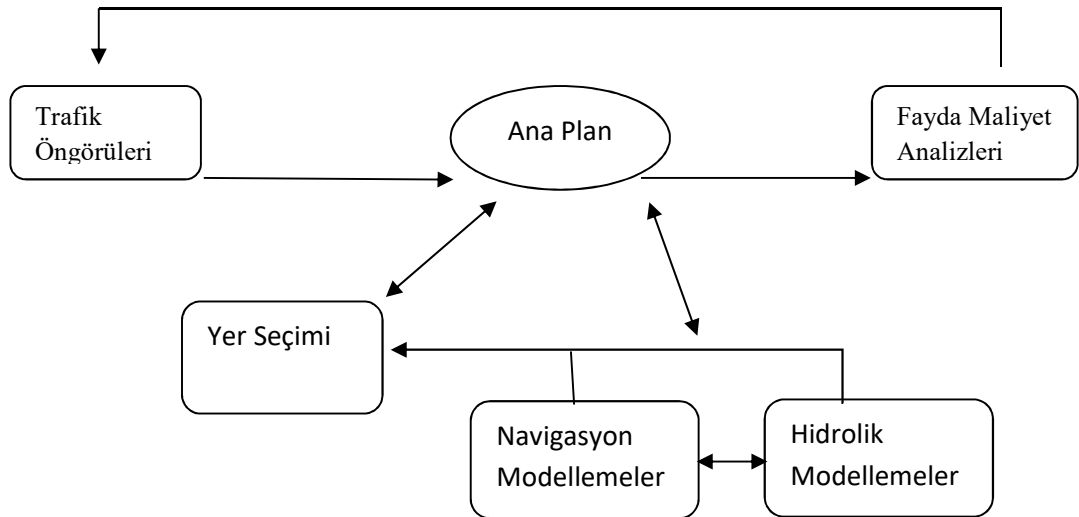 Trafik
Öngörüleri
Ana Plan
Fayda Maliyet
Analizleri
Yer Seçimi
Navigasyon
Modellemeler
Hidrolik
Modellemeler